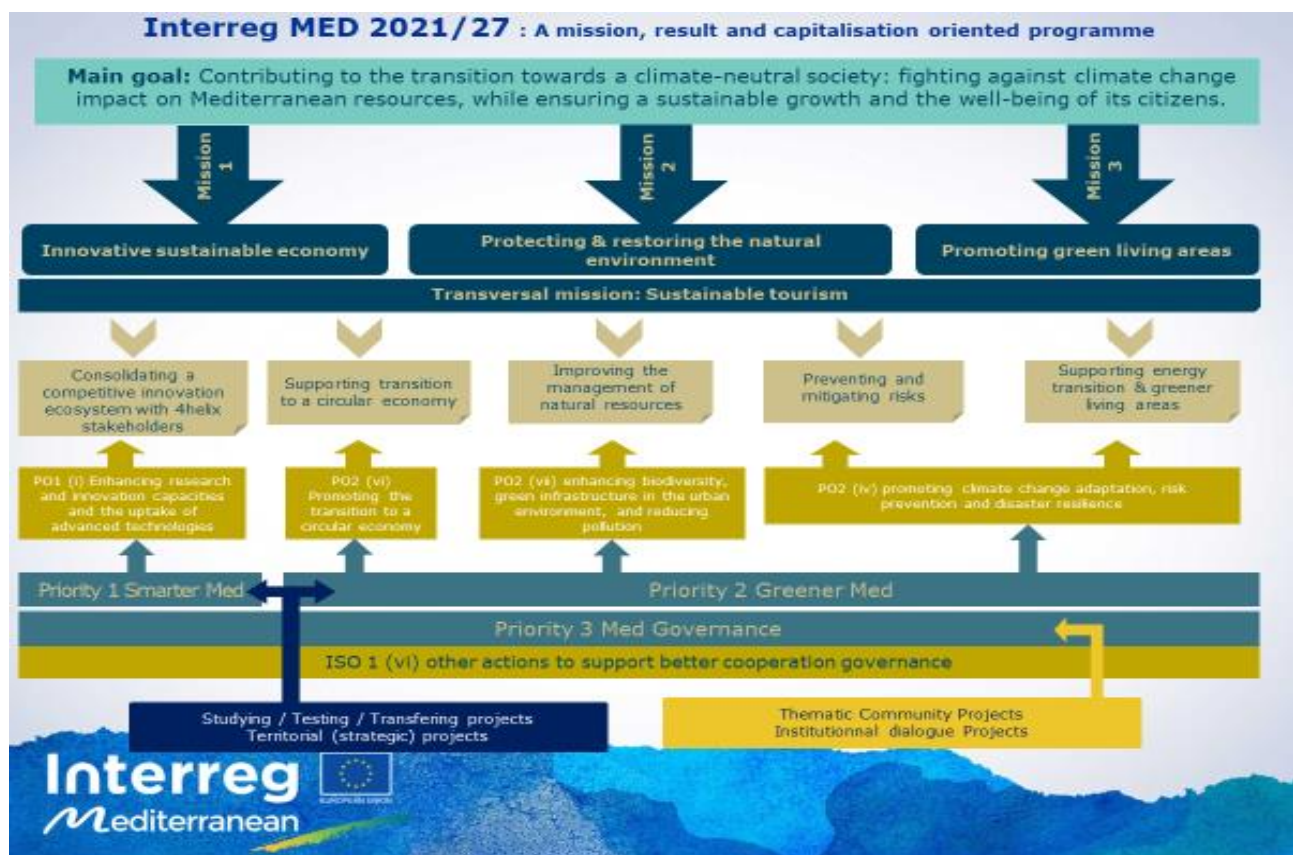 Interreg MED 2021/27 : A mission, result and capitalisation oriented programme
Main goal: Contributing to the transition towards a climate-neutral society: fighting against climate change
impact on Mediterranean resources, while ensuring a sustainable growth and the well-being of its citizens.
Mission
1
Mission
2
Mission
3
Innovative sustainable economy
Protecting & restoring the natural
environment
Promoting green living areas
Transversal mission: Sustainable tourism
Consolidating a
competitive innovation
ecosystem with 4helix
stakeholders
Supporting transition
to a circular economy
Improving the
management of
natural resources
Preventing and
mitigating risks
Supporting energy
transition & greener
living areas
PO1 (i) Enhancing research
and innovation capacities
and the uptake of
advanced technologies
PO2 (vi)
Promoting the
transition to a
circular economy
PO2 (vii) enhancing biodiversity,
green infrastructure in the urban
environment, and reducing
pollution
PO2 (iv) promoting climate change adaptation, risk
prevention and disaster resilience
Priority 1 Smarter Med
Priority 2 Greener Med
Priority 3 Med Governance
ISO 1 (vi) other actions to support better cooperation governance
Studying / Testing / Transfering projects
Territorial (strategic) projects
Thematic Community Projects
Institutionnal dialogue Projects
Interreg
EUROPEAN UNION
Mediterranean